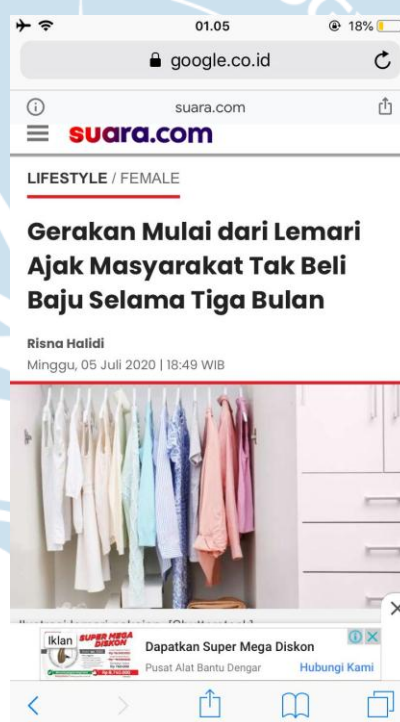 01.05
18%
google.co.id
suara.com
suara.com
LIFESTYLE / FEMALE
Gerakan Mulai dari Lemari
Ajak Masyarakat Tak Beli
Baju Selama Tiga Bulan
Risna Halidi
Minggu, 05 Juli 2020 | 18:49 WIB
Iklan
SUPER MEGA
DISKON
Dapatkan Super Mega Diskon
Pusat Alat Bantu Dengar
Hubungi Kami